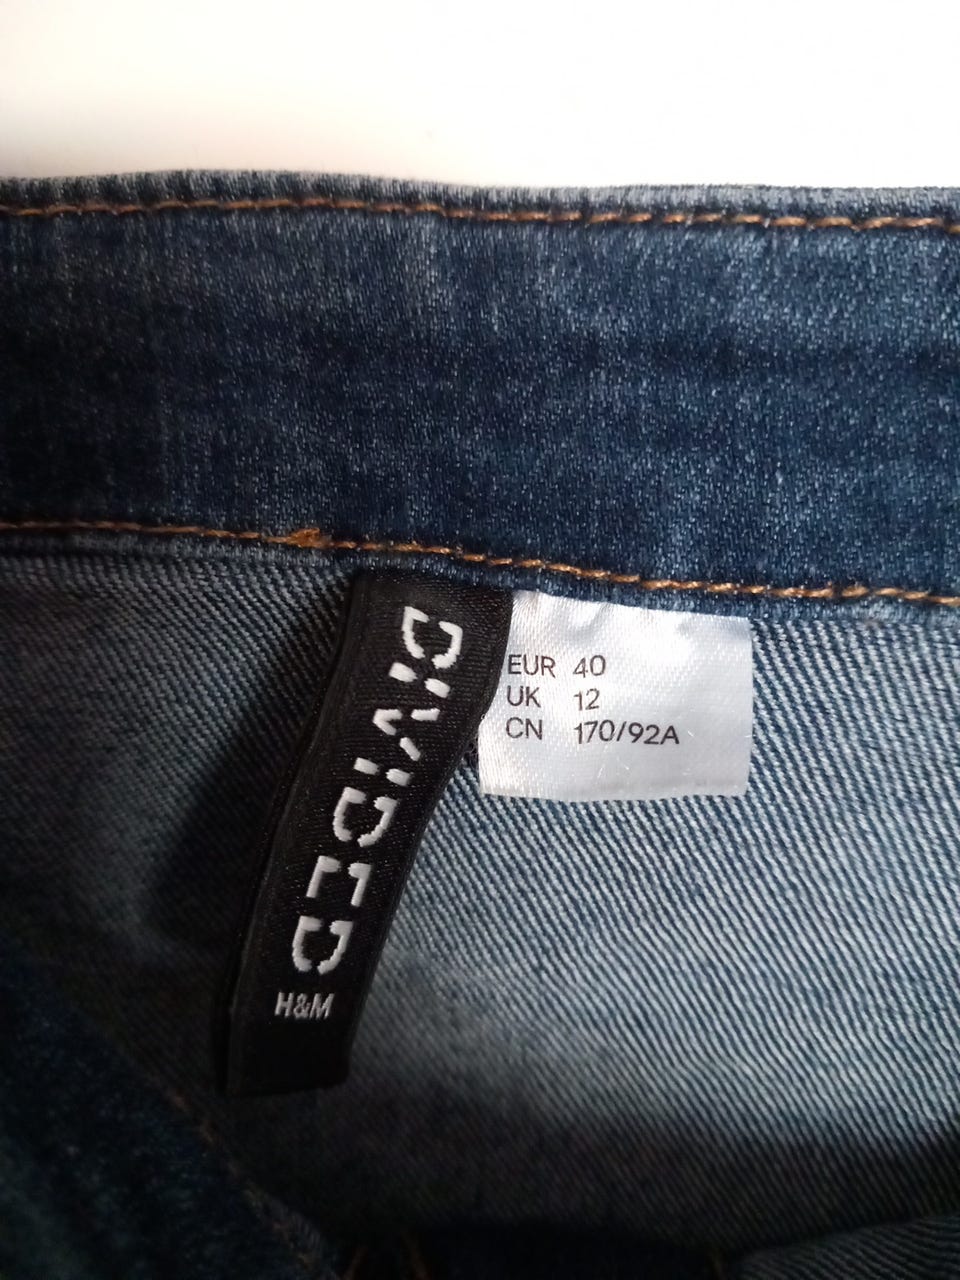 DIVIDED
H&M
EUR 40
UK 12
CN 170/92A